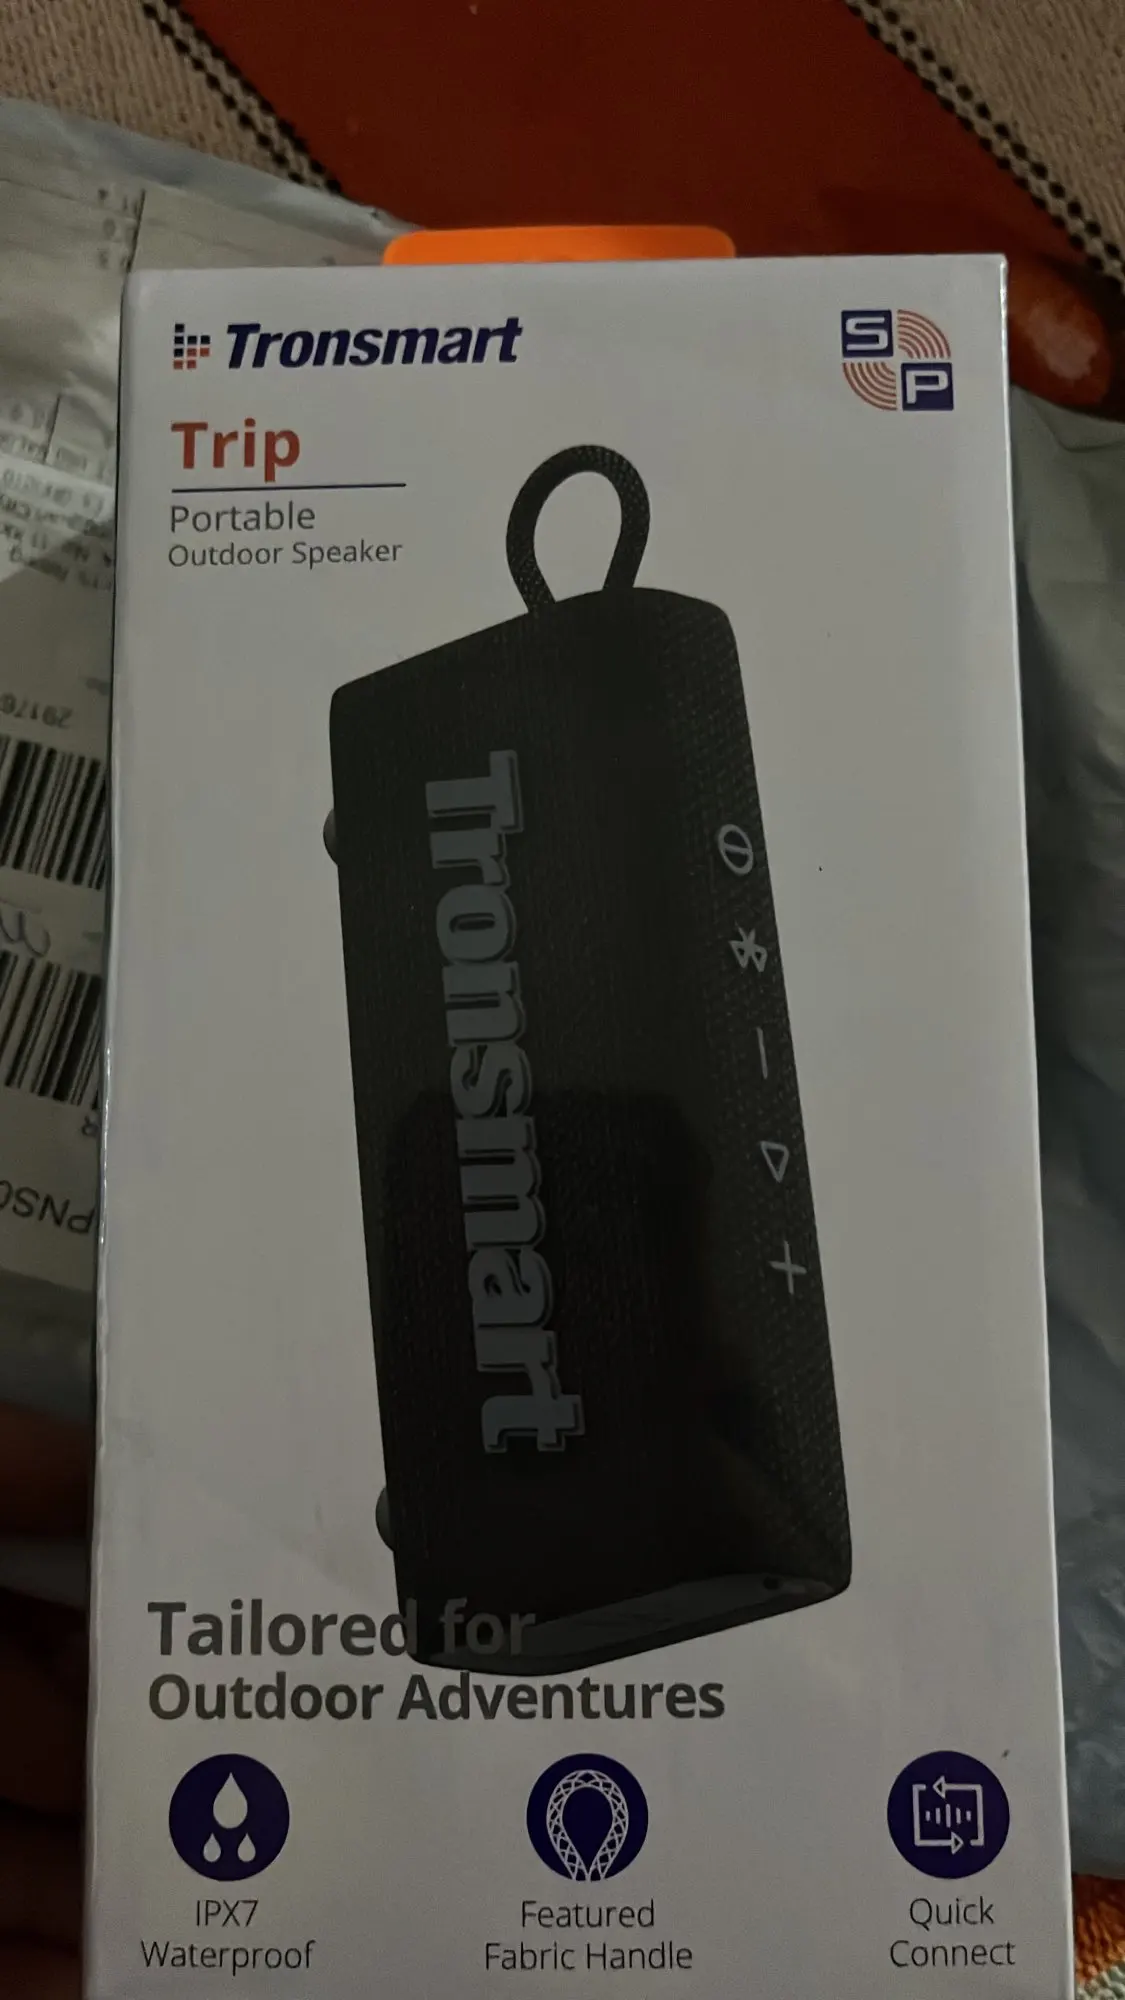 Tronsmart
SP
Trip
Portable
Outdoor Speaker
Tronsmart
Tailored for
Outdoor Adventures
IPX7
Waterproof
Featured
Fabric Handle
Quick
Connect